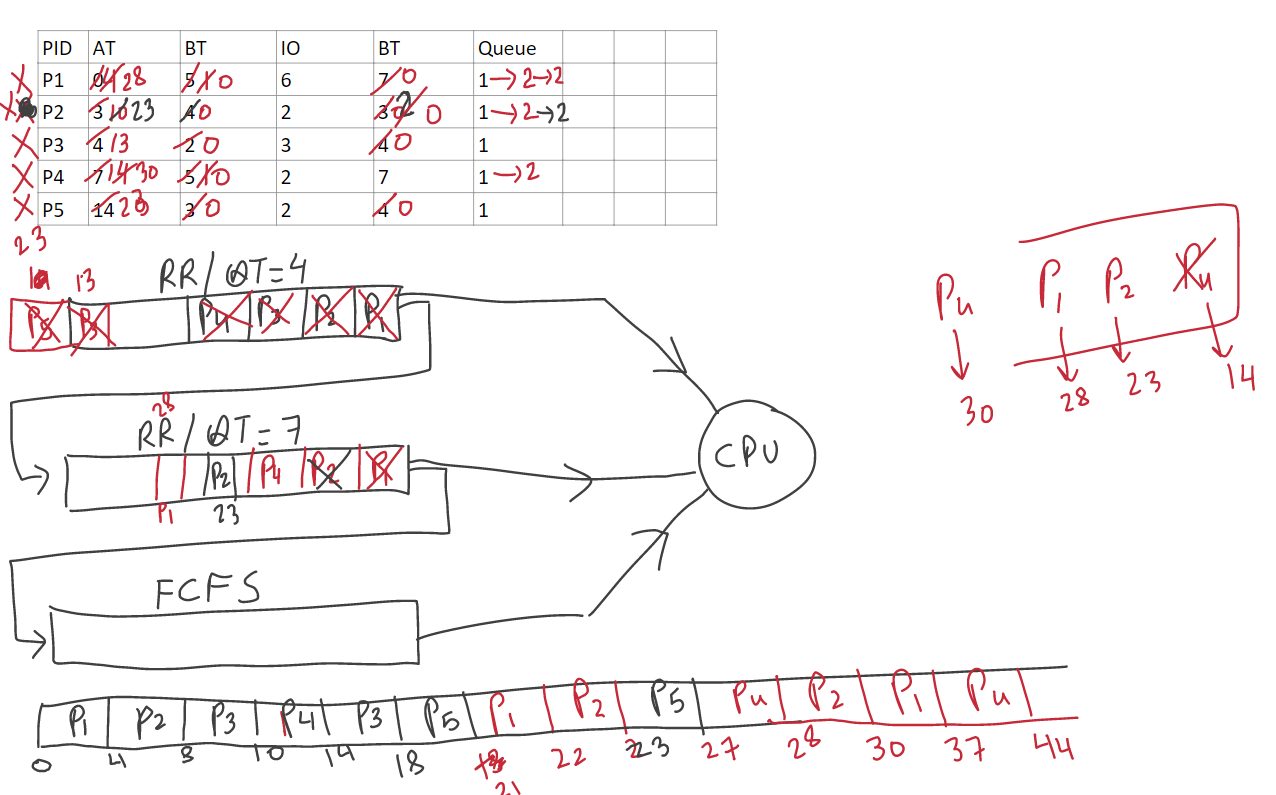 PID AT BT IO BT Queue
P1 0 4 28 5 1 0 6 7 0 1→2→2
P2 3 10 23 4 0 2 3 2 0 1→2→2
P3 4 13 2 0 3 4 0 1
P4 7 14 30 5 1 0 2 7 1→2
P5 14 23 3 0 2 4 0 1
23
13
RR/QT=4
P5 P3 P4 P3 P2 P1
P4 P1 P2 P4
30 28 23 14
28
RR/QT=7
P2 P4 P2 P1
P1 23
CPU
FCFS
P1 P2 P3 P4 P3 P5 P1 P2 P5 P4 P2 P1 P4
0 4 8 10 14 18 22 23 27 28 30 37 44
21